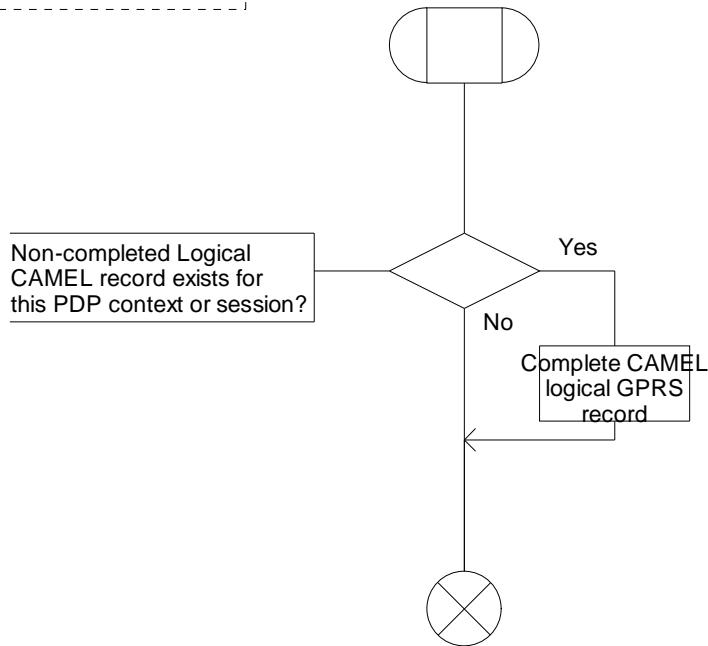 Non-completed Logical
CAMEL record exists for
this PDP context or session?
Yes
No
Complete CAMEL
logical GPRS
record